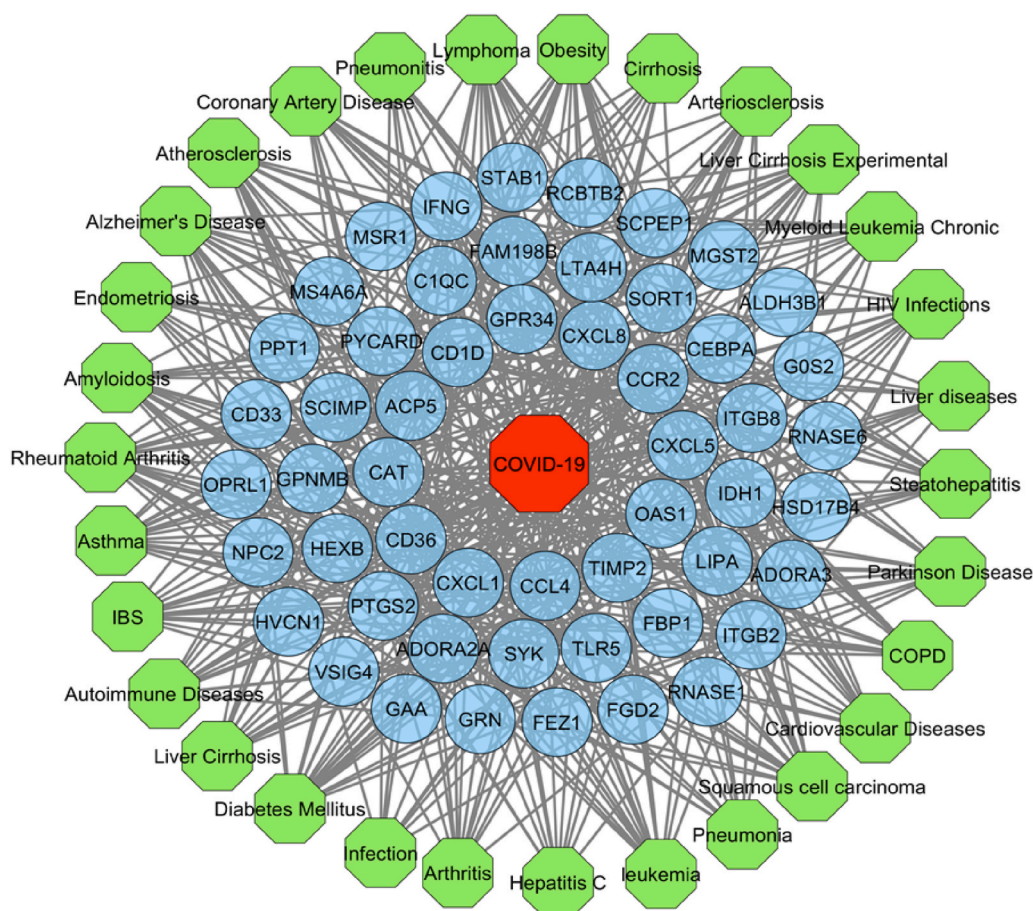 Lymphoma
Obesity
Pneumonitis
Cirrhosis
Coronary Artery Disease
Arteriosclerosis
Atherosclerosis
Liver Cirrhosis Experimental
STAB1
RCBTB2
IFNG
SCPEP1
Alzheimer's Disease
Myeloid Leukemia Chronic
MSR1
FAM198B
LTA4H
MGST2
C1QC
MS4A6A
SORT1
ALDH3B1
Endometriosis
HIV Infections
GPR34
CXCL8
PYCARD
CD1D
CEBPA
PPT1
G0S2
Amyloidosis
CCR2
Liver diseases
SCIMP
ACP5
CD33
ITGB8
RNASE6
CXCL5
Rheumatoid Arthritis
COVID-19
CAT
GPNMB
OPRL1
Steatohepatitis
IDH1
HSD17B4
OAS1
Asthma
CD36
HEXB
NPC2
LIPA
TIMP2
ADORA3
Parkinson Disease
CXCL1
CCL4
PTGS2
IBS
HVCN1
FBP1
ITGB2
ADORA2A
SYK
TLR5
COPD
VSIG4
RNASE1
Autoimmune Diseases
GAA
GRN
FEZ1
FGD2
Cardiovascular Diseases
Liver Cirrhosis
Squamous cell carcinoma
Diabetes Mellitus
Pneumonia
Infection
Arthritis
Hepatitis C
leukemia